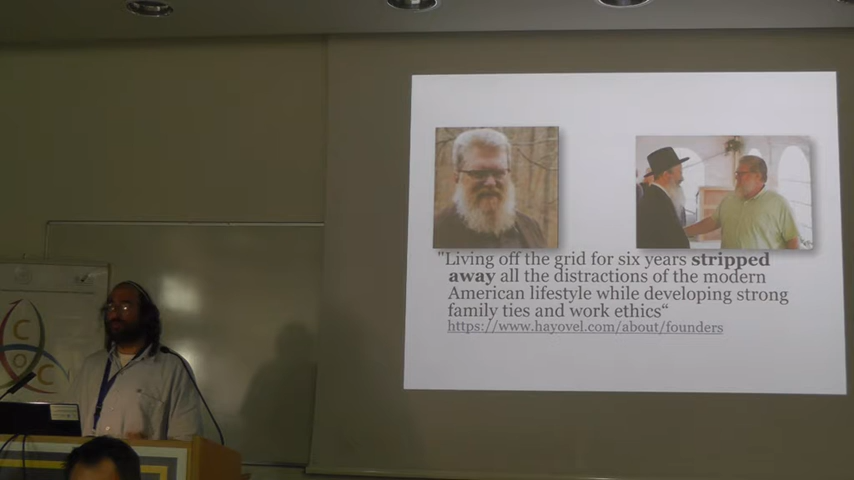 "Living off the grid for six years stripped
away all the distractions of the modern
American lifestyle while developing strong
family ties and work ethics“
https://www.hayovel.com/about/founders
C O C